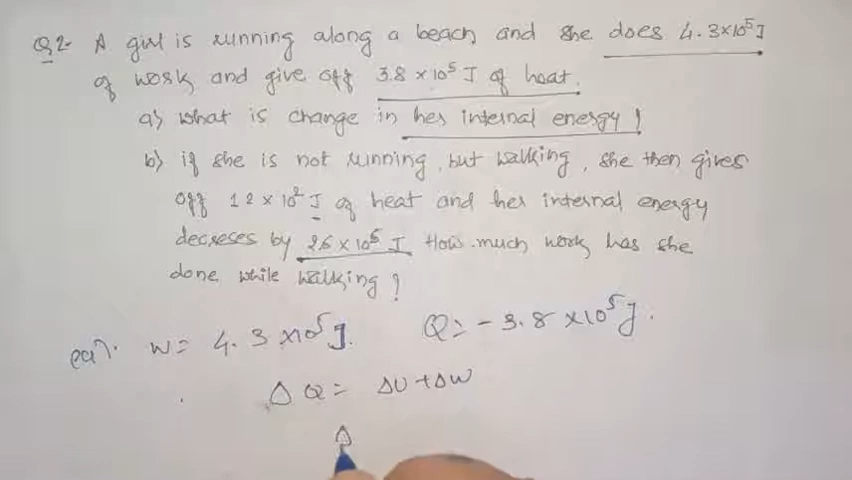 Q2- A girl is running along a beach and she does 4.3×10⁵J
of work and give off 3.8×10⁵ J of heat.
a) what is change in her internal energy?
b) if she is not running, but walking, she then gives
off 12×10² J of heat and her internal energy
decreses by 2.6×10⁵ J How much work has she
done while walking?
(a). W= 4.3×10⁵J. Q= -3.8×10⁵J.
ΔQ= ΔU+ΔW
Δ